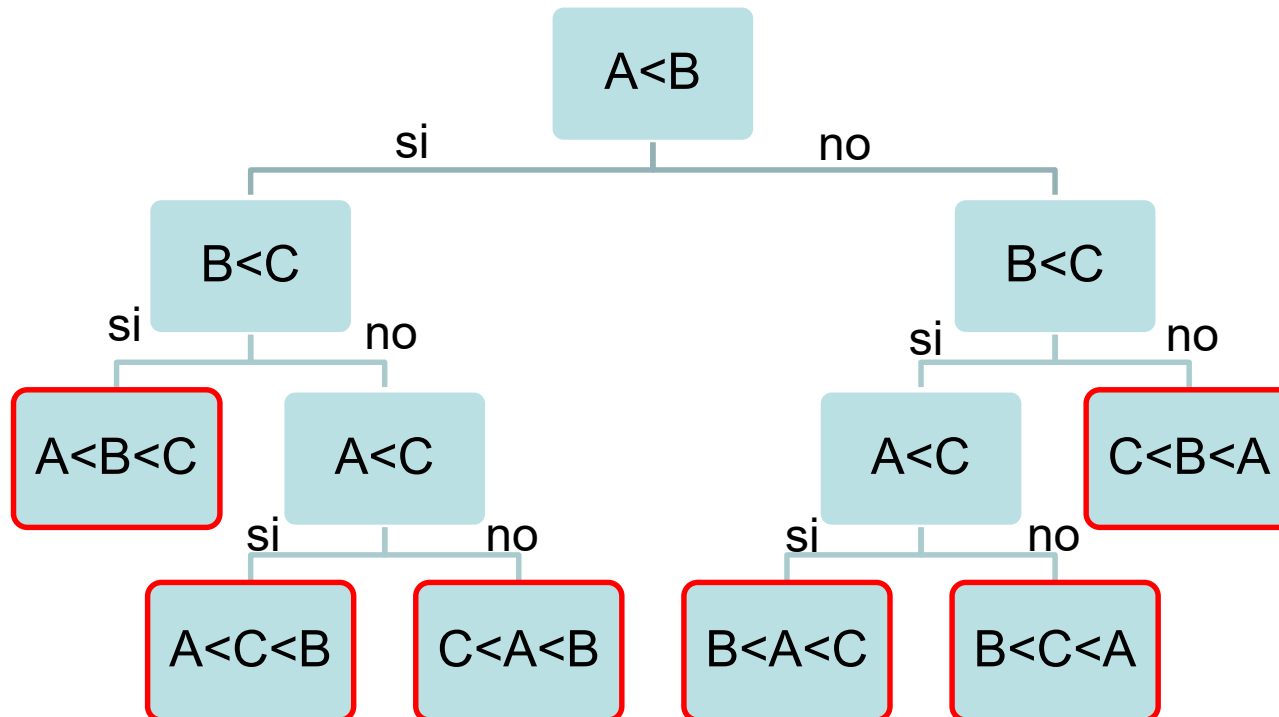 A<B
si
no
B<C
B<C
si
no
si
no
A<B<C
A<C
A<C
C<B<A
si
no
si
no
A<C<B
C<A<B
B<A<C
B<C<A